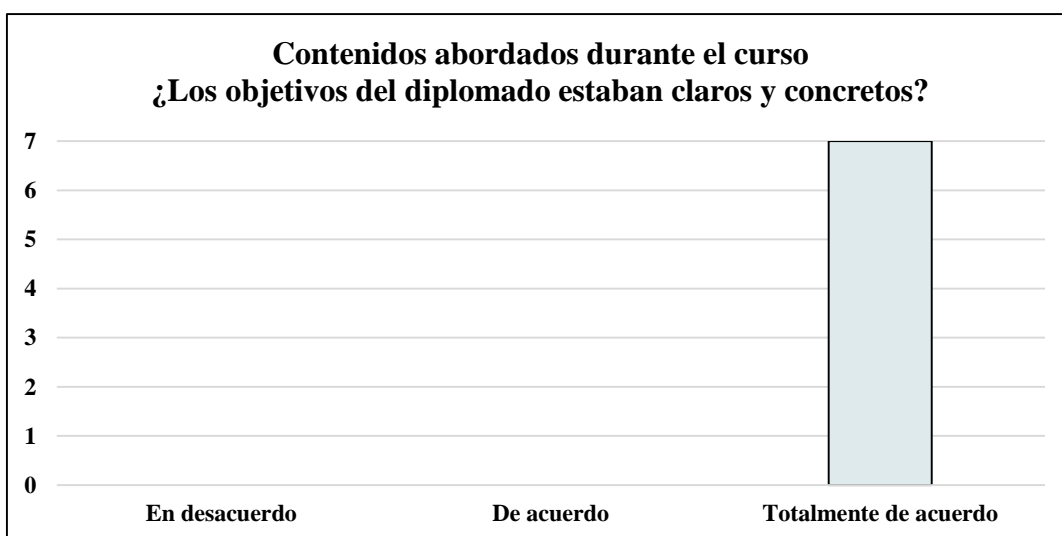 Contenidos abordados durante el curso
¿Los objetivos del diplomado estaban claros y concretos?
7
6
5
4
3
2
1
0
En desacuerdo De acuerdo Totalmente de acuerdo